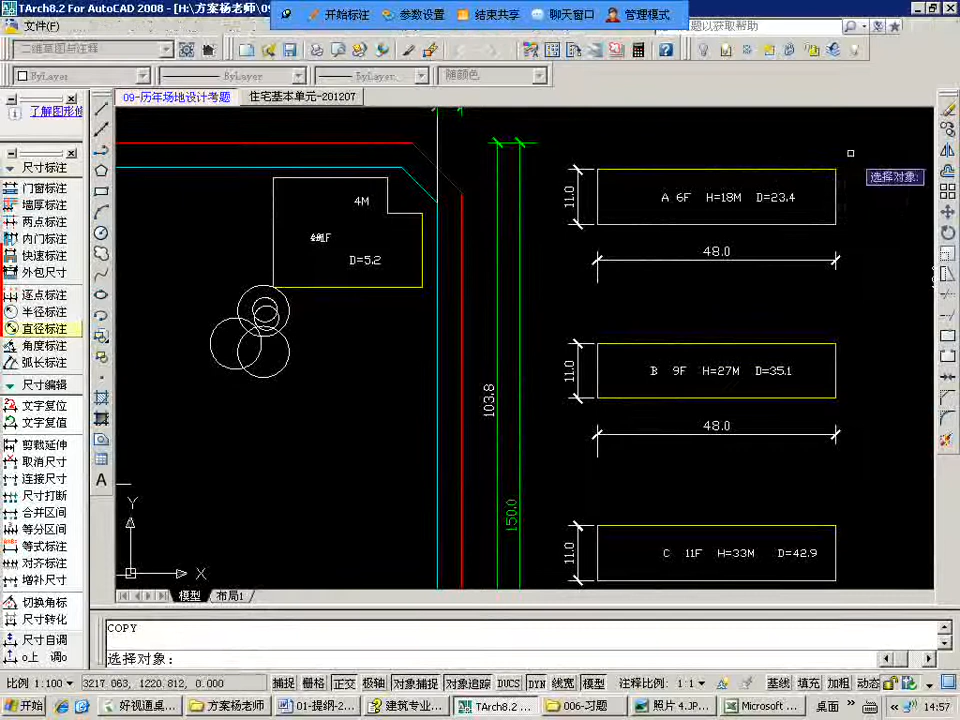 TArch8.2 For AutoCAD 2008 - [H:\方案杨老师\09
开始标注 参数设置 结束共享 聊天窗口 管理模式
文件(F)
题以获取帮助
二维草图与注释
ByLayer ByLayer ByLayer 随颜色
了解图形修
09-历年场地设计考题 住宅基本单元-201207
尺寸标注
门窗标注
墙厚标注
两点标注
内门标注
快速标注
外包尺寸
逐点标注
半径标注
直径标注
角度标注
弧长标注
尺寸编辑
文字复位
文字复值
剪裁延伸
取消尺寸
连接尺寸
尺寸打断
合并区间
等分区间
等式标注
对齐标注
增补尺寸
切换角标
尺寸转化
尺寸自调
o上 调o
4M
D=5.2
103.8
150.0
11.0
A 6F H=18M D=23.4
48.0
选择对象:
11.0
B 9F H=27M D=35.1
48.0
11.0
C 11F H=33M D=42.9
Y
X
模型 布局1
COPY
选择对象:
比例 1:100 3217.063, 1220.812, 0.000 捕捉 栅格 正交 极轴 对象捕捉 对象追踪 DUCS DYN 线宽 模型 注释比例: 1:1 基线 填充 加粗 动态
开始 好视通桌... 方案杨老师 01-提纲-20... 建筑专业... TArch8.2 F... 006-习题 照片 4.JP... Microsoft ... 桌面 » 14:57